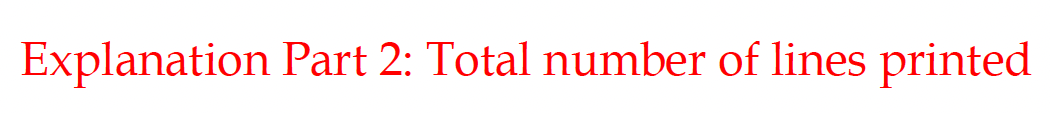 Explanation Part 2: Total number of lines printed